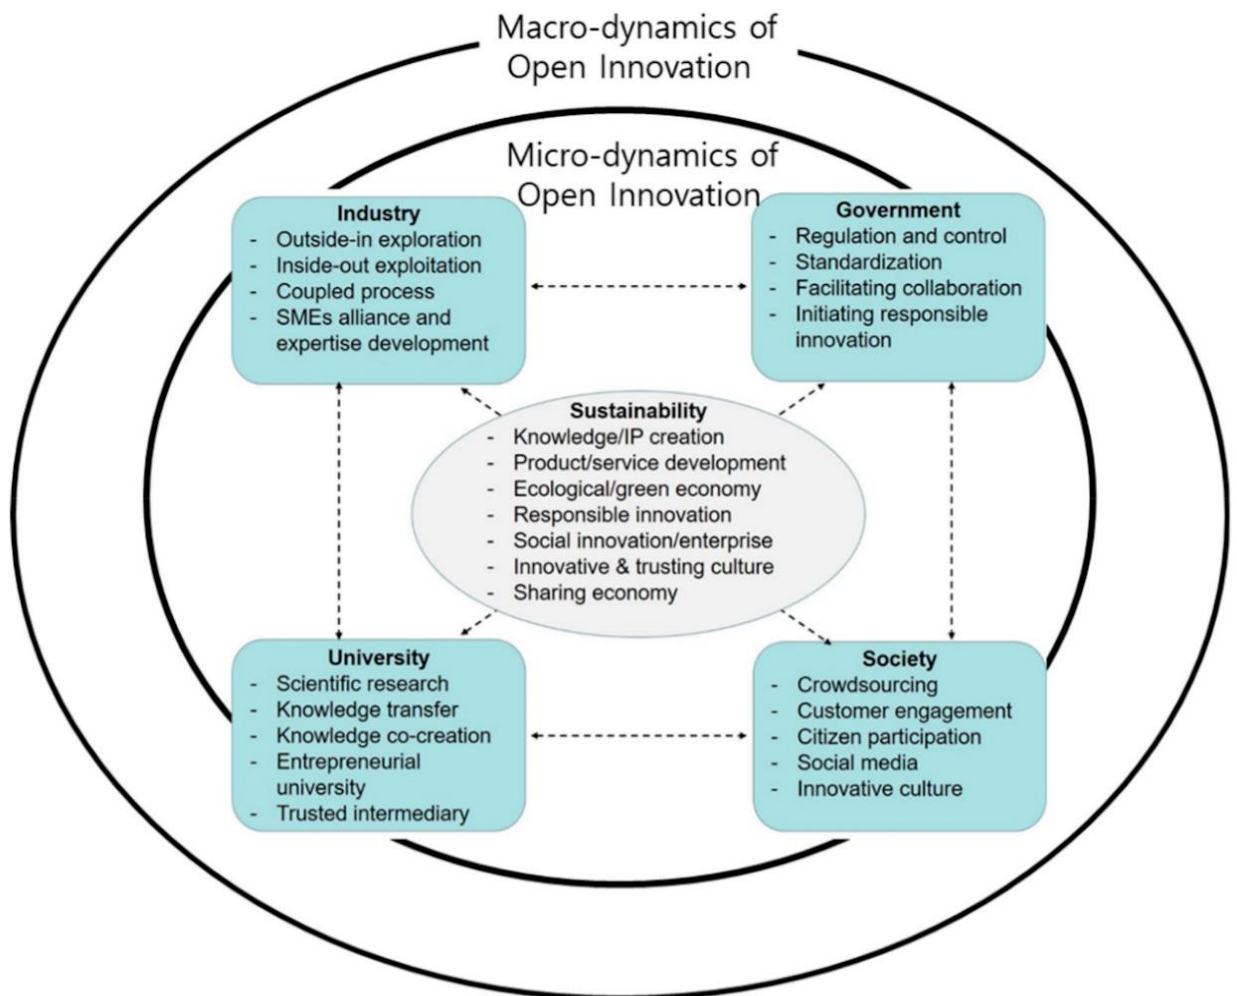 Macro-dynamics of
Open Innovation
Micro-dynamics of
Open Innovation
Industry
- Outside-in exploration
- Inside-out exploitation
- Coupled process
- SMEs alliance and
expertise development
Government
- Regulation and control
- Standardization
- Facilitating collaboration
- Initiating responsible
innovation
Sustainability
- Knowledge/IP creation
- Product/service development
- Ecological/green economy
- Responsible innovation
- Social innovation/enterprise
- Innovative & trusting culture
- Sharing economy
University
- Scientific research
- Knowledge transfer
- Knowledge co-creation
- Entrepreneurial
university
- Trusted intermediary
Society
- Crowdsourcing
- Customer engagement
- Citizen participation
- Social media
- Innovative culture